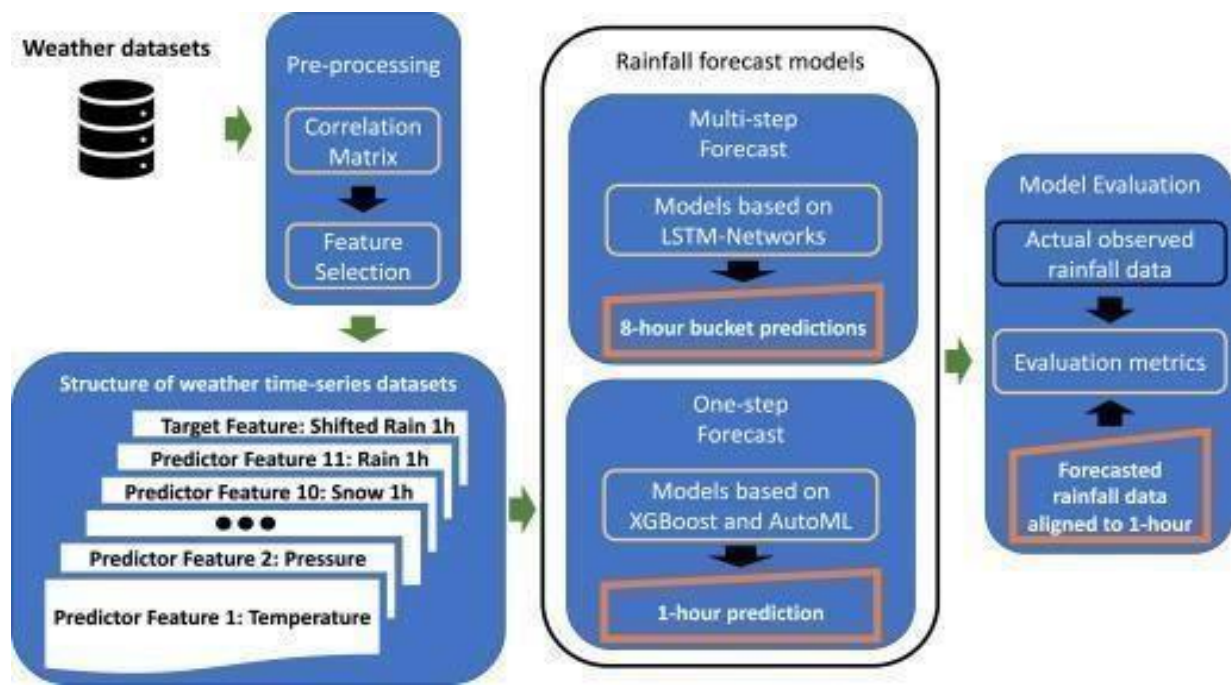 Weather datasets
Pre-processing
Correlation
Matrix
Feature
Selection
Structure of weather time-series datasets
Target Feature: Shifted Rain 1h
Predictor Feature 11: Rain 1h
Predictor Feature 10: Snow 1h
Predictor Feature 2: Pressure
Predictor Feature 1: Temperature
Rainfall forecast models
Multi-step
Forecast
Models based on
LSTM-Networks
8-hour bucket predictions
One-step
Forecast
Models based on
XGBoost and AutoML
1-hour prediction
Model Evaluation
Actual observed
rainfall data
Evaluation metrics
Forecasted
rainfall data
aligned to 1-hour